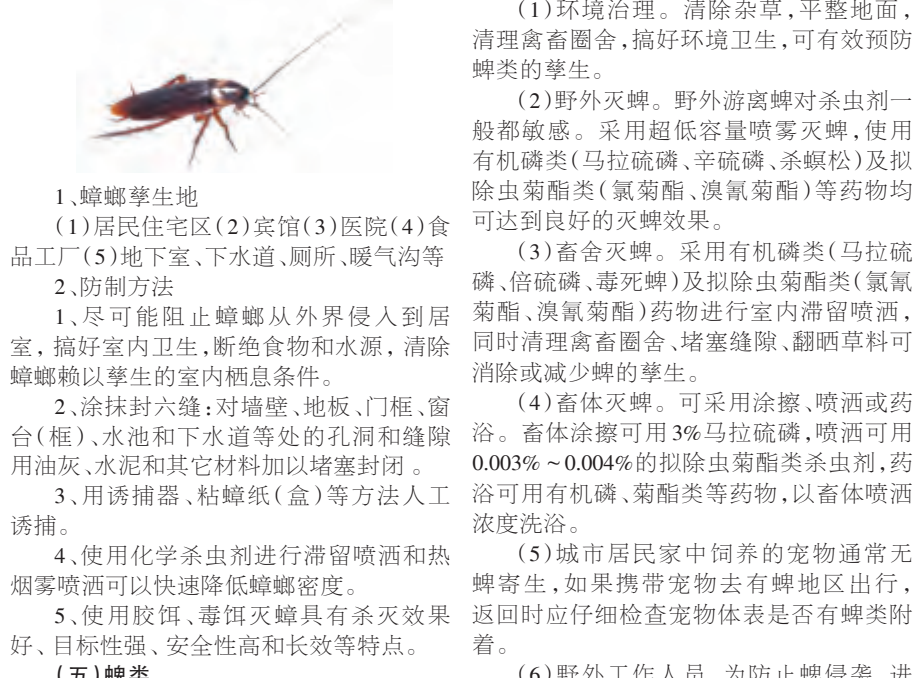 1、蟑螂孳生地
(1)居民住宅区(2)宾馆(3)医院(4)食
品工厂(5)地下室、下水道、厕所、暖气沟等
2、防制方法
1、尽可能阻止蟑螂从外界侵入到居
室，搞好室内卫生,断绝食物和水源，清除
蟑螂赖以孳生的室内栖息条件。
2、涂抹封六缝:对墙壁、地板、门框、窗
台(框)、水池和下水道等处的孔洞和缝隙
用油灰、水泥和其它材料加以堵塞封闭。
3、用诱捕器、粘蟑纸(盒)等方法人工
诱捕。
4、使用化学杀虫剂进行滞留喷洒和热
烟雾喷洒可以快速降低蟑螂密度。
5、使用胶饵、毒饵灭蟑具有杀灭效果
好、目标性强、安全性高和长效等特点。
(五)蜱类
(1)环境治理。清除杂草,平整地面,
清理禽畜圈舍,搞好环境卫生,可有效预防
蜱类的孳生。
(2)野外灭蜱。野外游离蜱对杀虫剂一
般都敏感。采用超低容量喷雾灭蜱,使用
有机磷类(马拉硫磷、辛硫磷、杀螟松)及拟
除虫菊酯类(氯菊酯、溴氰菊酯)等药物均
可达到良好的灭蜱效果。
(3)畜舍灭蜱。采用有机磷类(马拉硫
磷、倍硫磷、毒死蜱)及拟除虫菊酯类(氯氰
菊酯、溴氰菊酯)药物进行室内滞留喷洒,
同时清理禽畜圈舍、堵塞缝隙、翻晒草料可
消除或减少蜱的孳生。
(4)畜体灭蜱。可采用涂擦、喷洒或药
浴。畜体涂擦可用3%马拉硫磷,喷洒可用
0.003%~0.004%的拟除虫菊酯类杀虫剂,药
浴可用有机磷、菊酯类等药物,以畜体喷洒
浓度洗浴。
(5)城市居民家中饲养的宠物通常无
蜱寄生,如果携带宠物去有蜱地区出行,
返回时应仔细检查宠物体表是否有蜱类附
着。
(6)野外工作人员,为防止蜱侵袭,进